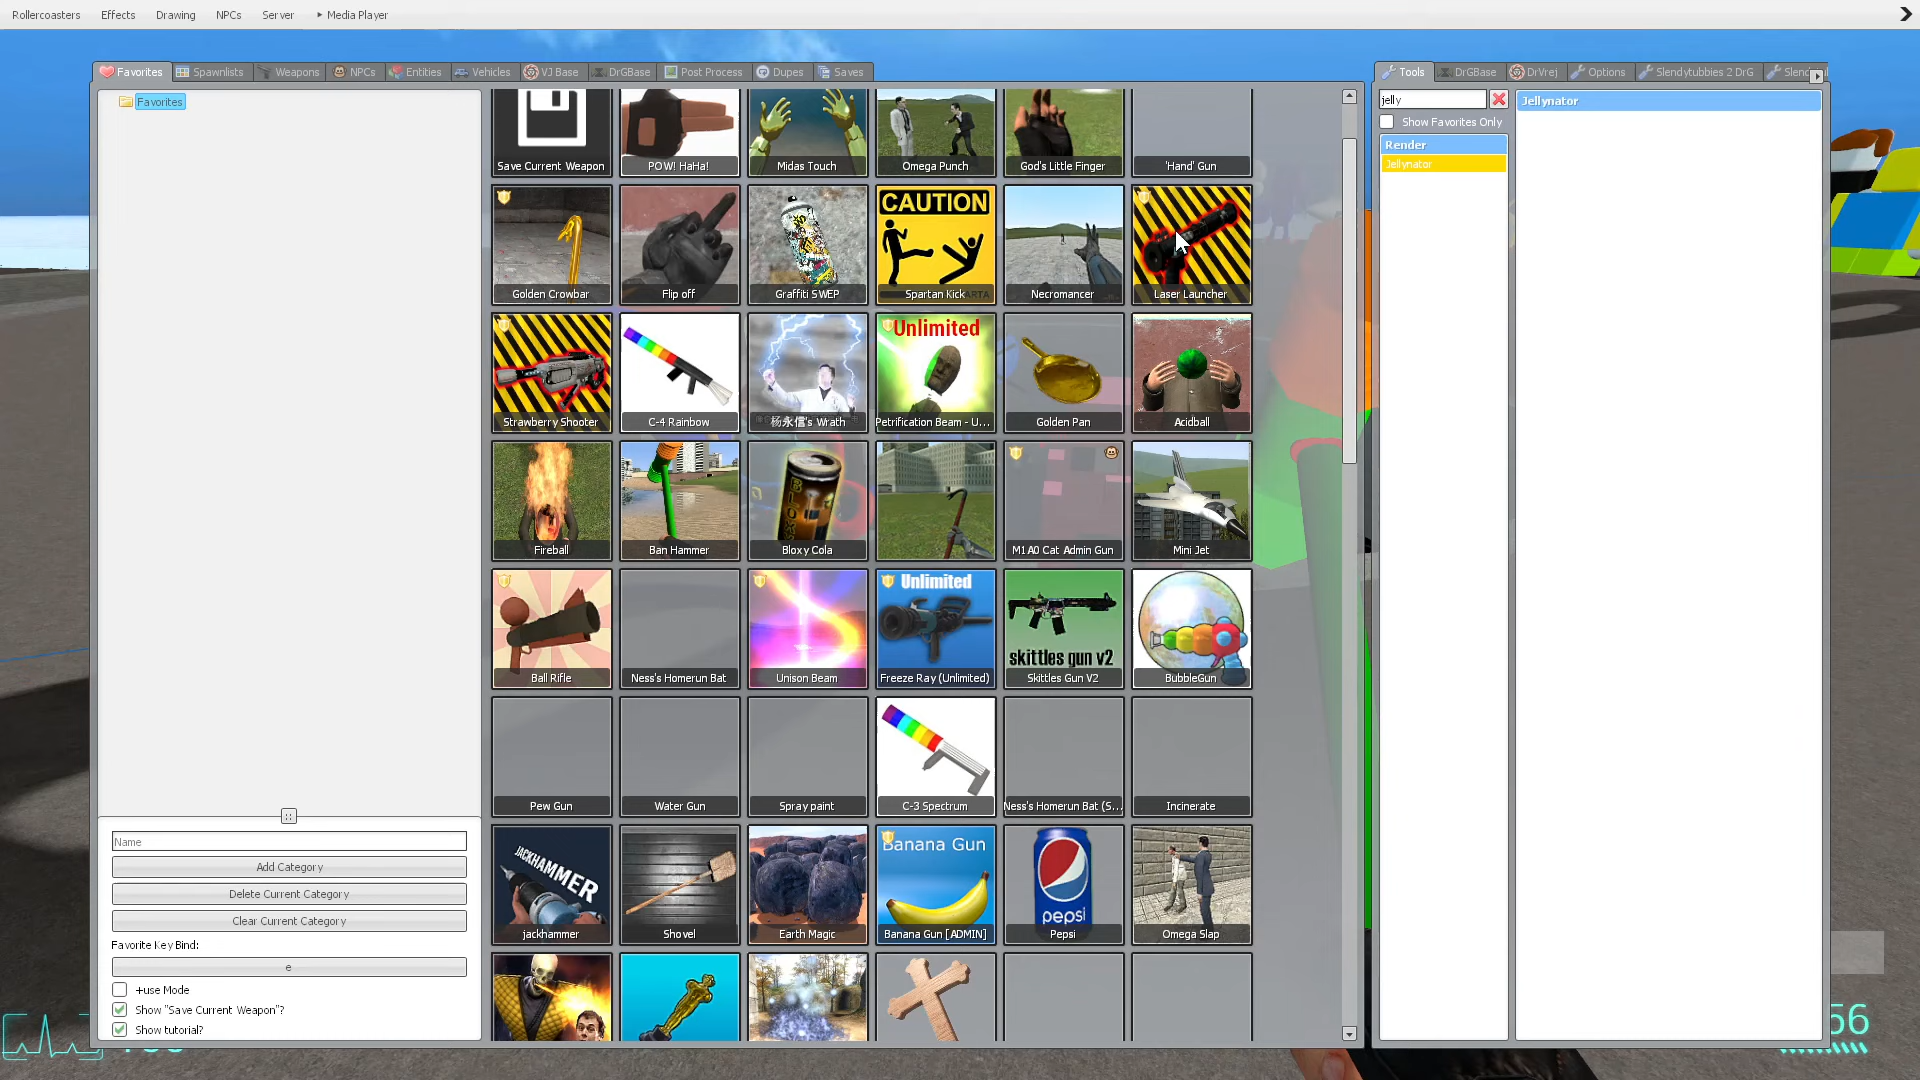 Rollercoasters Effects Drawing NPCs Server Media Player
Favorites Spawnlists Weapons NPCs Entities Vehicles VJ Base DrGBase Post Process Dupes Saves
Tools DrGBase DrVrej Options Slendytubbies 2 DrG
Favorites
jelly
Show Favorites Only
Render
Jellynator
Jellynator
Save Current Weapon
POW! HaHa!
Midas Touch
Omega Punch
God's Little Finger
'Hand' Gun
Golden Crowbar
Flip off
Graffiti SWEP
CAUTION
Spartan Kick
Necromancer
Laser Launcher
Strawberry Shooter
C-4 Rainbow
杨永信's Wrath
Unlimited
Petrification Beam - U...
Golden Pan
Acidball
Fireball
Ban Hammer
BLOX
Bloxy Cola
M1A0 Cat Admin Gun
Mini Jet
Ball Rifle
Ness's Homerun Bat
Unison Beam
Unlimited
Freeze Ray (Unlimited)
skittles gun v2
Skittles Gun V2
BubbleGun
Pew Gun
Water Gun
Spray paint
C-3 Spectrum
Ness's Homerun Bat (S...
Incinerate
JACKHAMMER
jackhammer
Shovel
Earth Magic
Banana Gun
Banana Gun [ADMIN]
pepsi
Pepsi
Omega Slap
Name
Add Category
Delete Current Category
Clear Current Category
Favorite Key Bind:
e
+use Mode
Show "Save Current Weapon"?
Show tutorial?
56